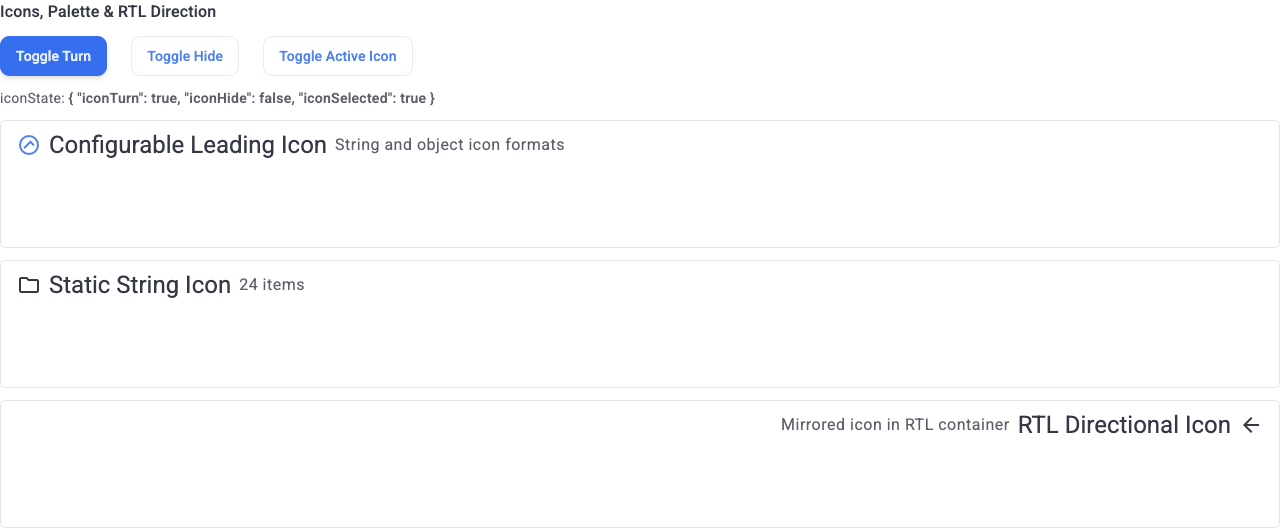 Icons, Palette & RTL Direction
Toggle Turn Toggle Hide Toggle Active Icon
iconState: { "iconTurn": true, "iconHide": false, "iconSelected": true }
Configurable Leading Icon String and object icon formats
Static String Icon 24 items
Mirrored icon in RTL container RTL Directional Icon